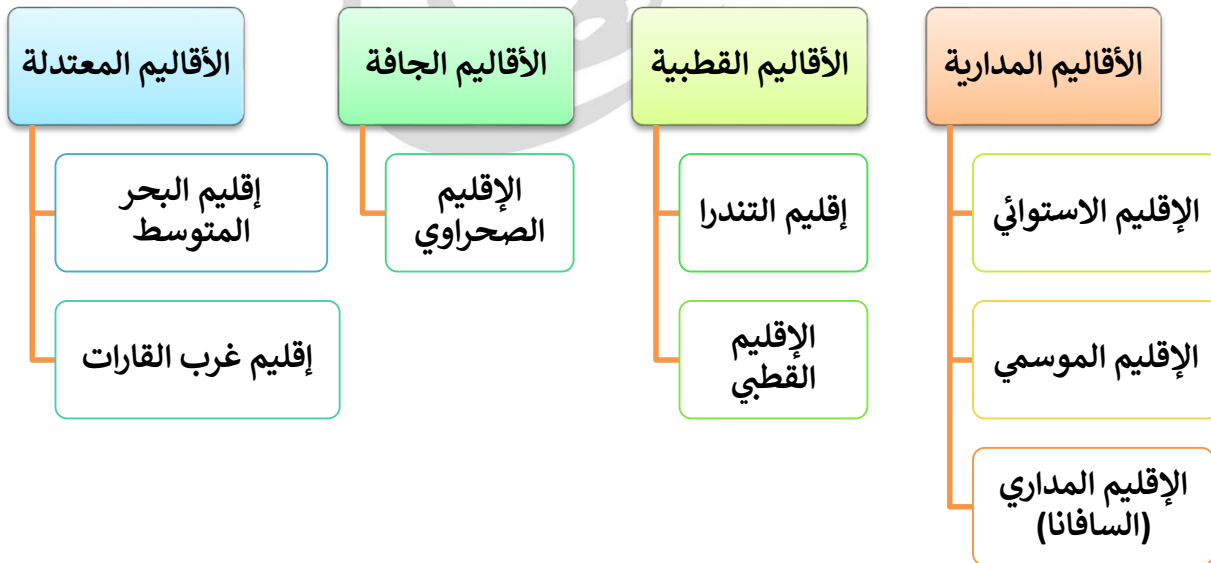 الأقاليم المدارية
الإقليم الاستوائي
الإقليم الموسمي
الإقليم المداري
(السافانا)
الأقاليم القطبية
إقليم التندرا
الإقليم
القطبي
الأقاليم الجافة
الإقليم
الصحراوي
الأقاليم المعتدلة
إقليم البحر
المتوسط
إقليم غرب القارات